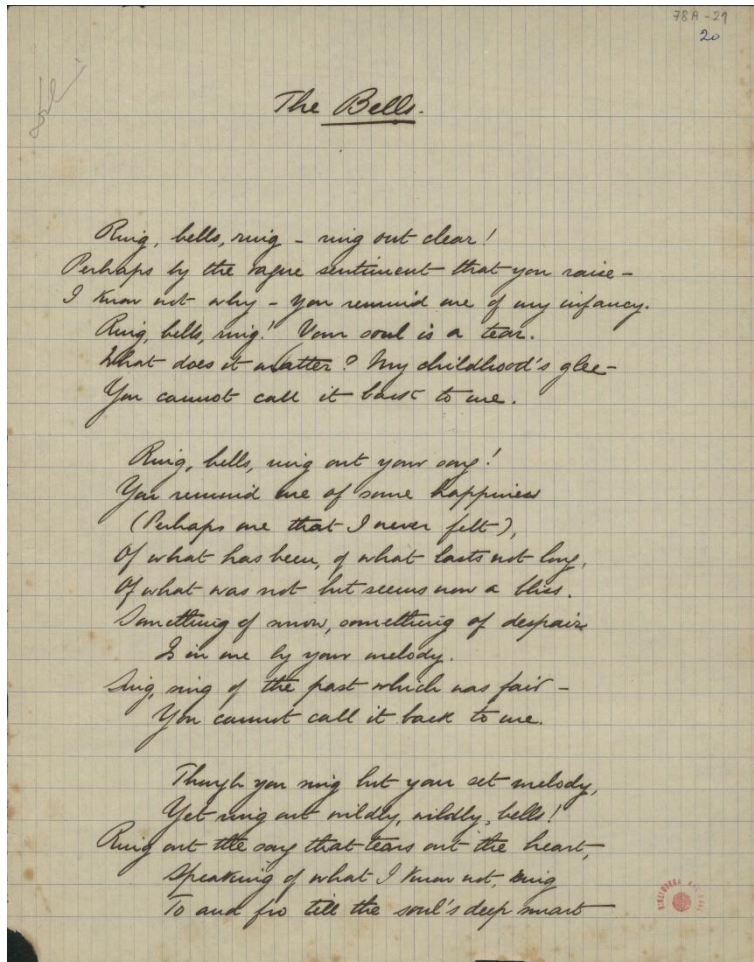 78A-29
20
The Bells.
Ring, bells, ring – ring out clear!
Perhaps by the vague sentiment that you raise –
I know not why – you remind me of my infancy.
Ring, bells, ring! Your soul is a tear.
What does it matter? My childhood's glee –
You cannot call it back to me.
Ring, bells, ring out your song!
You remind me of some happiness
(Perhaps one that I never felt),
Of what has been, of what lasts not long,
Of what was not but seems now a bliss.
Something of snow, something of despair
Is in me by your melody.
Sing, sing of the past which was fair –
You cannot call it back to me.
Though you ring but your set melody,
Yet ring out wildly, wildly, bells!
Ring out the song that tears out the heart,
Speaking of what I know not, ring
To and fro till the soul's deep smart